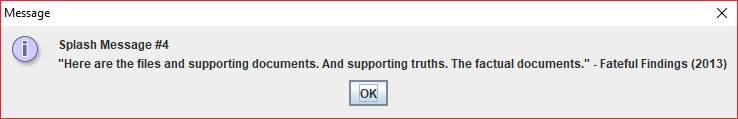 Message
Splash Message #4
"Here are the files and supporting documents. And supporting truths. The factual documents." - Fateful Findings (2013)
OK